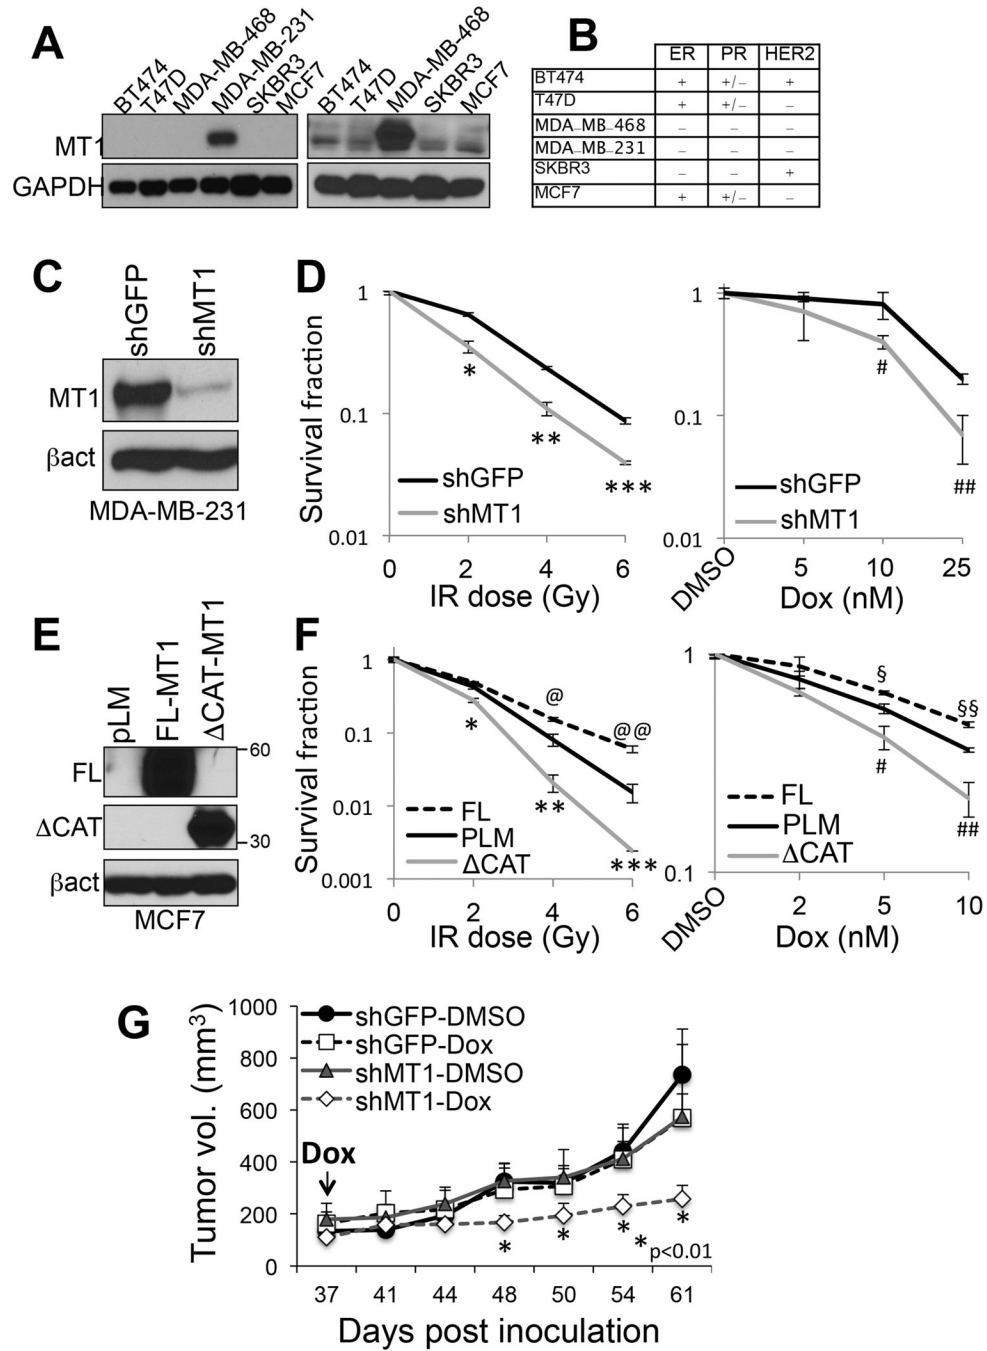 A
BT474
T47D
MDA-MB-468
MDA-MB-231
SKBR3
MCF7
BT474
T47D
MDA-MB-468
SKBR3
MCF7
MT1
GAPDH
B
ER PR HER2
BT474 + +/– +
T47D + +/– –
MDA–MB–468 – – –
MDA–MB–231 – – –
SKBR3 – – +
MCF7 + +/– –
C
shGFP
shMT1
MT1
βact
MDA-MB-231
D
Survival fraction
1
0.1
0.01
*
**
***
shGFP
shMT1
0 2 4 6
IR dose (Gy)
1
0.1
0.01
#
##
shGFP
shMT1
DMSO 5 10 25
Dox (nM)
E
pLM
FL-MT1
ΔCAT-MT1
FL
60
ΔCAT
30
βact
MCF7
F
Survival fraction
1
0.1
0.01
0.001
@
@@
*
**
***
FL
PLM
ΔCAT
0 2 4 6
IR dose (Gy)
1
0.1
§
§§
#
##
FL
PLM
ΔCAT
DMSO 2 5 10
Dox (nM)
G
Tumor vol. (mm³)
1000
800
600
400
200
0
shGFP-DMSO
shGFP-Dox
shMT1-DMSO
shMT1-Dox
Dox
* * * *
* p<0.01
37 41 44 48 50 54 61
Days post inoculation